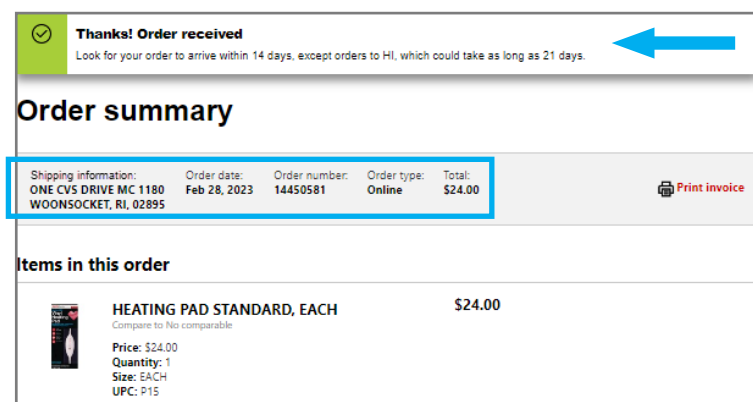 Thanks! Order received
Look for your order to arrive within 14 days, except orders to HI, which could take as long as 21 days.
Order summary
Shipping information: Order date: Order number: Order type: Total:
ONE CVS DRIVE MC 1180 Feb 28, 2023 14450581 Online $24.00
WOONSOCKET, RI, 02895
Print invoice
Items in this order
HEATING PAD STANDARD, EACH $24.00
Compare to No comparable
Price: $24.00
Quantity: 1
Size: EACH
UPC: P15